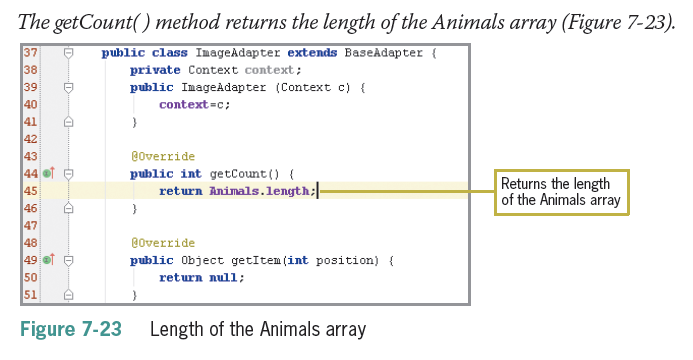 The getCount( ) method returns the length of the Animals array (Figure 7-23).
37 public class ImageAdapter extends BaseAdapter {
38 private Context context;
39 public ImageAdapter (Context c) {
40 context=c;
41 }
42
43 @Override
44 public int getCount() {
45 return Animals.length;
46 }
47
48 @Override
49 public Object getItem(int position) {
50 return null;
51 }
Returns the length
of the Animals array
Figure 7-23 Length of the Animals array